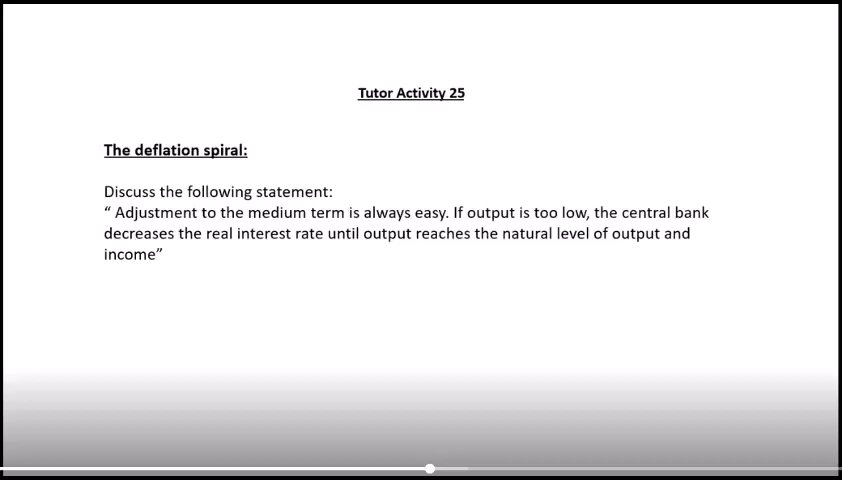 Tutor Activity 25
The deflation spiral:
Discuss the following statement:
“ Adjustment to the medium term is always easy. If output is too low, the central bank
decreases the real interest rate until output reaches the natural level of output and
income”